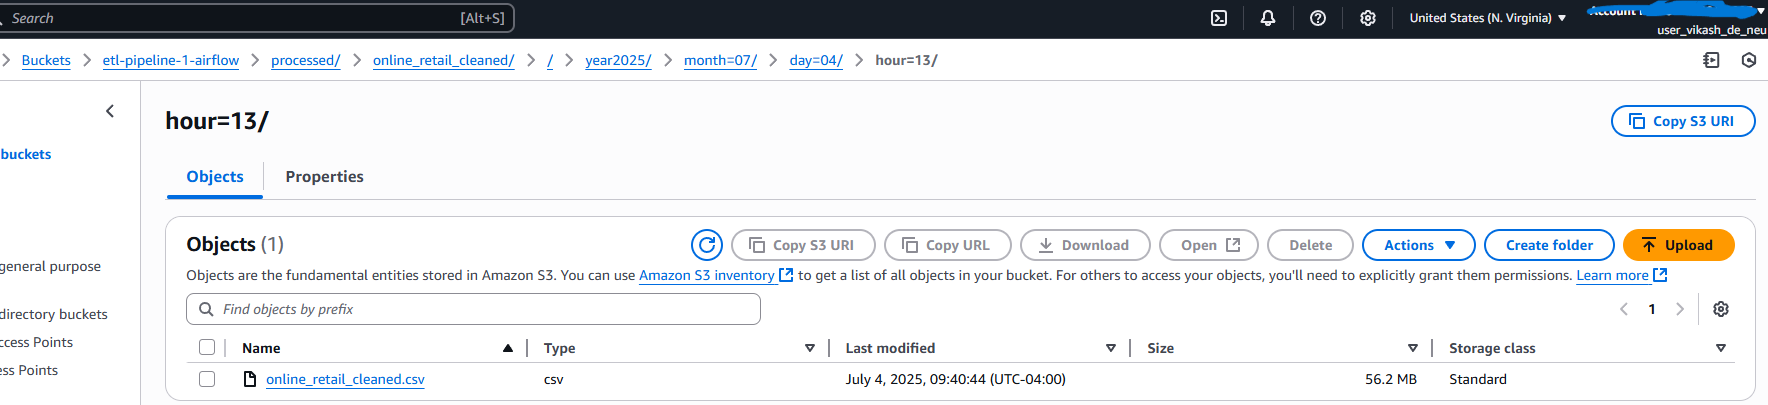 Search [Alt+S] United States (N. Virginia)
user_vikash_de_neu
Buckets etl-pipeline-1-airflow processed/ online_retail_cleaned/ / year2025/ month=07/ day=04/ hour=13/
hour=13/
Copy S3 URI
buckets
Objects Properties
Objects (1)
Copy S3 URI Copy URL Download Open Delete Actions Create folder Upload
general purpose
Objects are the fundamental entities stored in Amazon S3. You can use Amazon S3 inventory to get a list of all objects in your bucket. For others to access your objects, you'll need to explicitly grant them permissions. Learn more
directory buckets
Find objects by prefix
1
ccess Points
Name Type Last modified Size Storage class
ess Points
online_retail_cleaned.csv csv July 4, 2025, 09:40:44 (UTC-04:00) 56.2 MB Standard